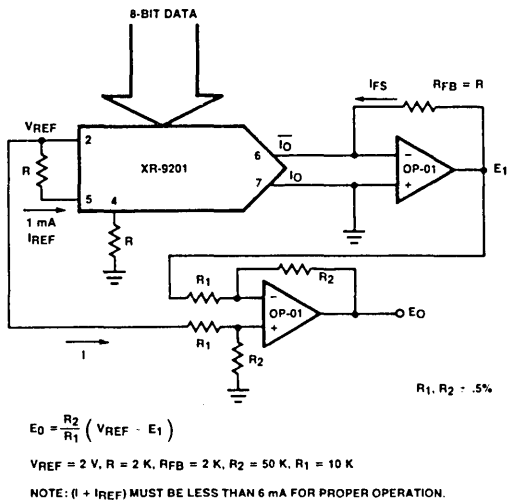 8-BIT DATA
IFS
RFB = R
VREF
2
R
XR-9201
6
IO
7
IO
5
4
1 mA
IREF
R
−
OP-01
+
E1
R1
R2
−
OP-01
+
EO
R1
R2
I
R1, R2 - .5%
EO = R2/R1 ( VREF - E1 )
VREF = 2 V, R = 2 K, RFB = 2 K, R2 = 50 K, R1 = 10 K
NOTE: (I + IREF) MUST BE LESS THAN 6 mA FOR PROPER OPERATION.